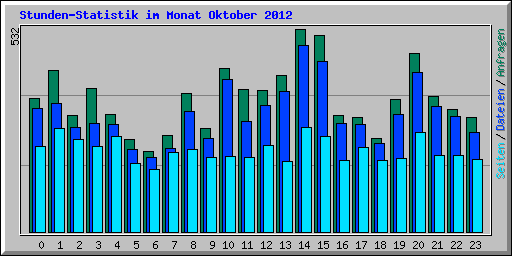 Stunden-Statistik im Monat Oktober 2012
532
Seiten / Dateien / Anfragen
0 1 2 3 4 5 6 7 8 9 10 11 12 13 14 15 16 17 18 19 20 21 22 23